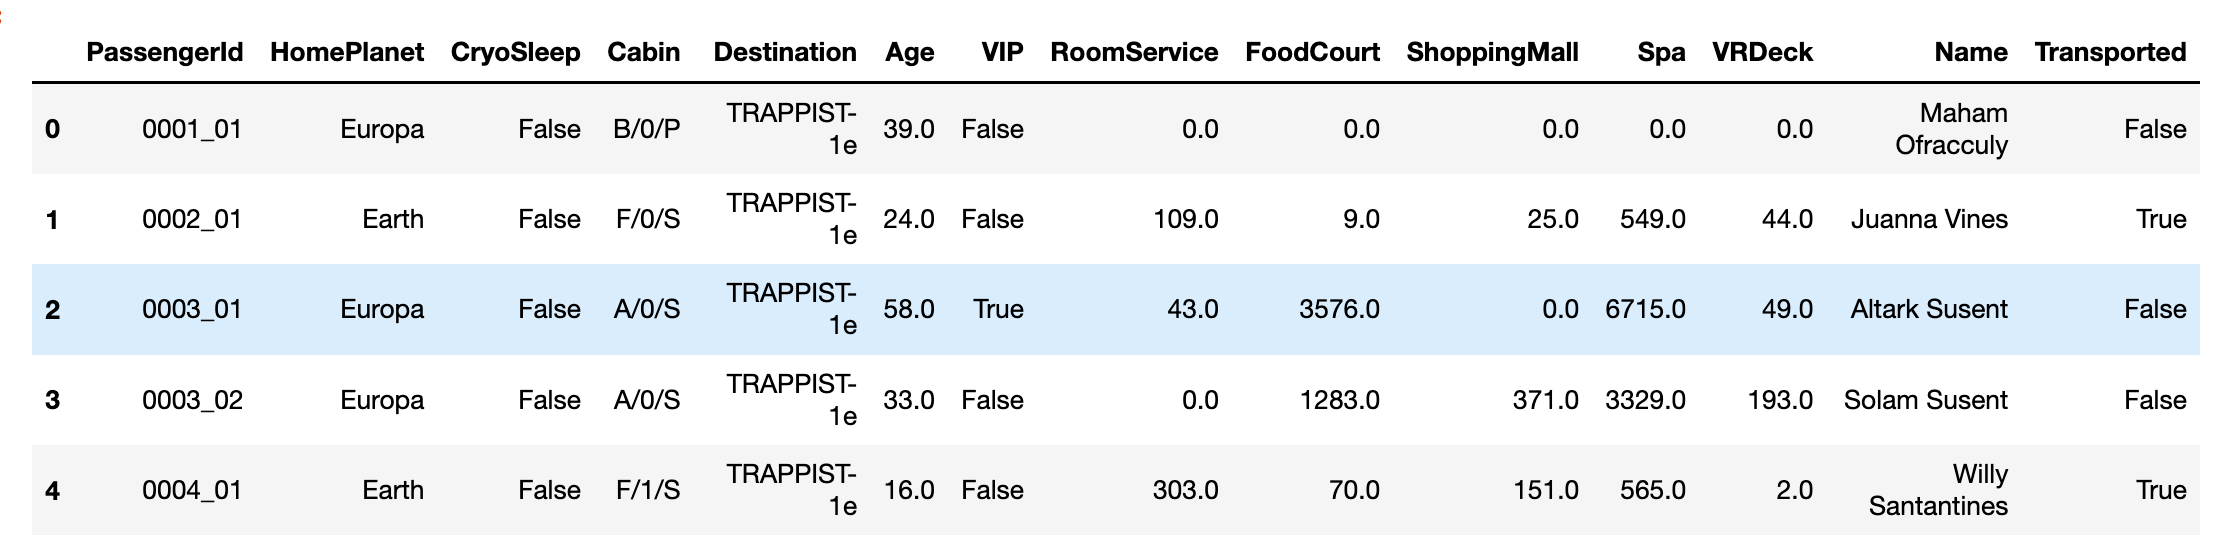 PassengerId HomePlanet CryoSleep Cabin Destination Age VIP RoomService FoodCourt ShoppingMall Spa VRDeck Name Transported
0 0001_01 Europa False B/0/P TRAPPIST-1e 39.0 False 0.0 0.0 0.0 0.0 0.0 Maham Ofracculy False
1 0002_01 Earth False F/0/S TRAPPIST-1e 24.0 False 109.0 9.0 25.0 549.0 44.0 Juanna Vines True
2 0003_01 Europa False A/0/S TRAPPIST-1e 58.0 True 43.0 3576.0 0.0 6715.0 49.0 Altark Susent False
3 0003_02 Europa False A/0/S TRAPPIST-1e 33.0 False 0.0 1283.0 371.0 3329.0 193.0 Solam Susent False
4 0004_01 Earth False F/1/S TRAPPIST-1e 16.0 False 303.0 70.0 151.0 565.0 2.0 Willy Santantines True